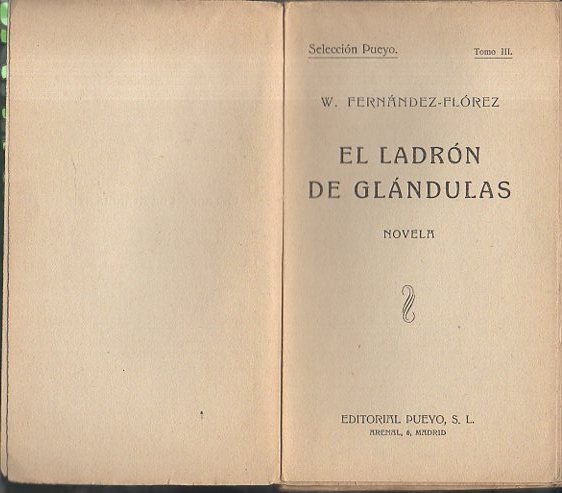 Selección Pueyo. Tomo III.
W. FERNÁNDEZ-FLÓREZ
EL LADRÓN
DE GLÁNDULAS
NOVELA
EDITORIAL PUEYO, S. L.
ARENAL, 6, MADRID